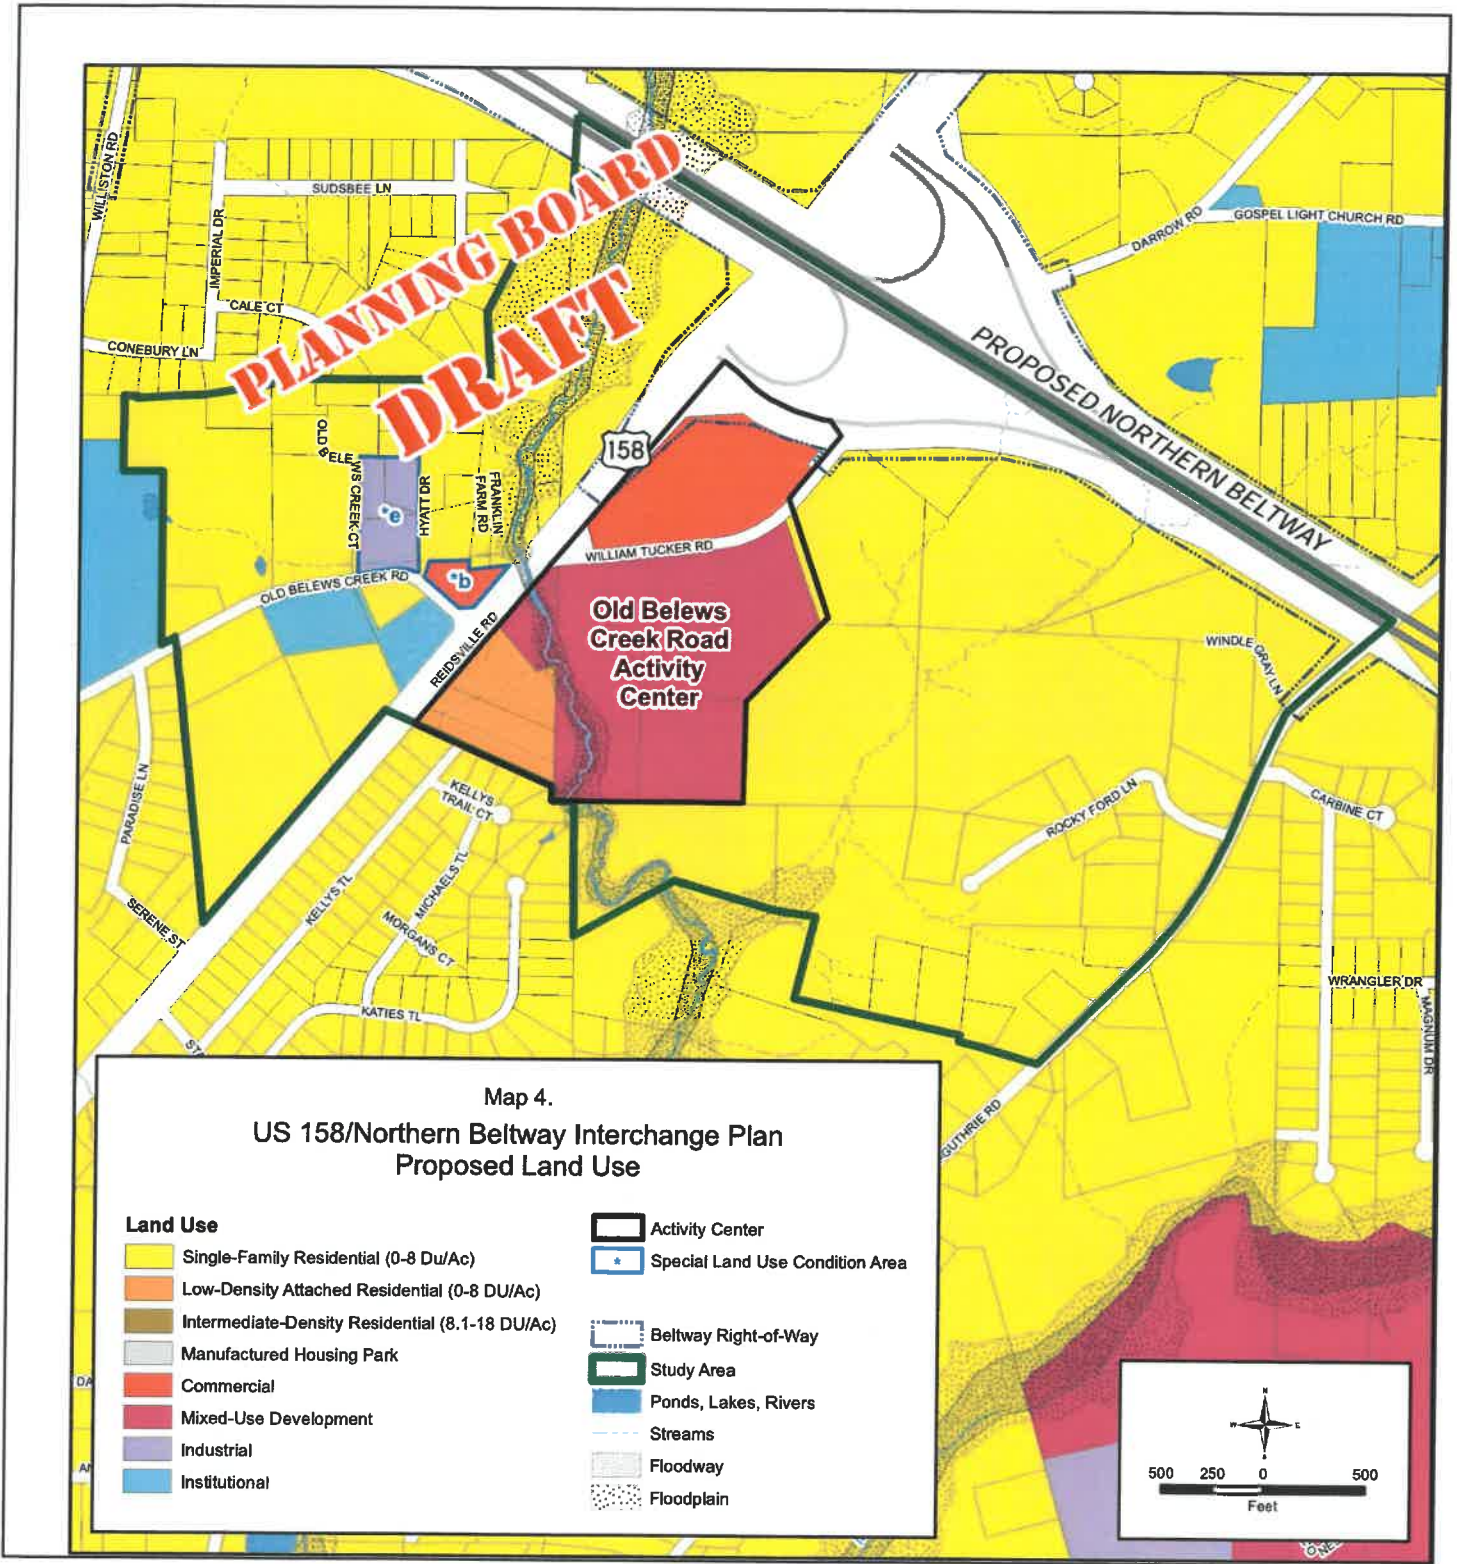 WILLISTON RD
SUDSBEE LN
IMPERIAL DR
CALE CT
CONEBURY LN
PLANNING BOARD
DRAFT
DARROW RD
GOSPEL LIGHT CHURCH RD
PROPOSED NORTHERN BELTWAY
158
OLD BELEWS CREEK CT
HYATT DR
FRANKLIN
FARM RD
*e
*b
OLD BELEWS CREEK RD
WILLIAM TUCKER RD
REIDSVILLE RD
Old Belews
Creek Road
Activity
Center
WINDLE GRAY LN
PARADISE LN
KELLYS
TRAIL CT
ROCKY FORD LN
CARBINE CT
KELLYS TL
MICHAELS TL
MORGANS CT
SERENE ST
KATIES TL
WRANGLER DR
MAGNUM DR
GUTHRIE RD
Map 4.
US 158/Northern Beltway Interchange Plan
Proposed Land Use
Land Use
Single-Family Residential (0-8 Du/Ac)
Low-Density Attached Residential (0-8 DU/Ac)
Intermediate-Density Residential (8.1-18 DU/Ac)
Manufactured Housing Park
Commercial
Mixed-Use Development
Industrial
Institutional
Activity Center
* Special Land Use Condition Area
Beltway Right-of-Way
Study Area
Ponds, Lakes, Rivers
Streams
Floodway
Floodplain
N
W E
S
500 250 0 500
Feet